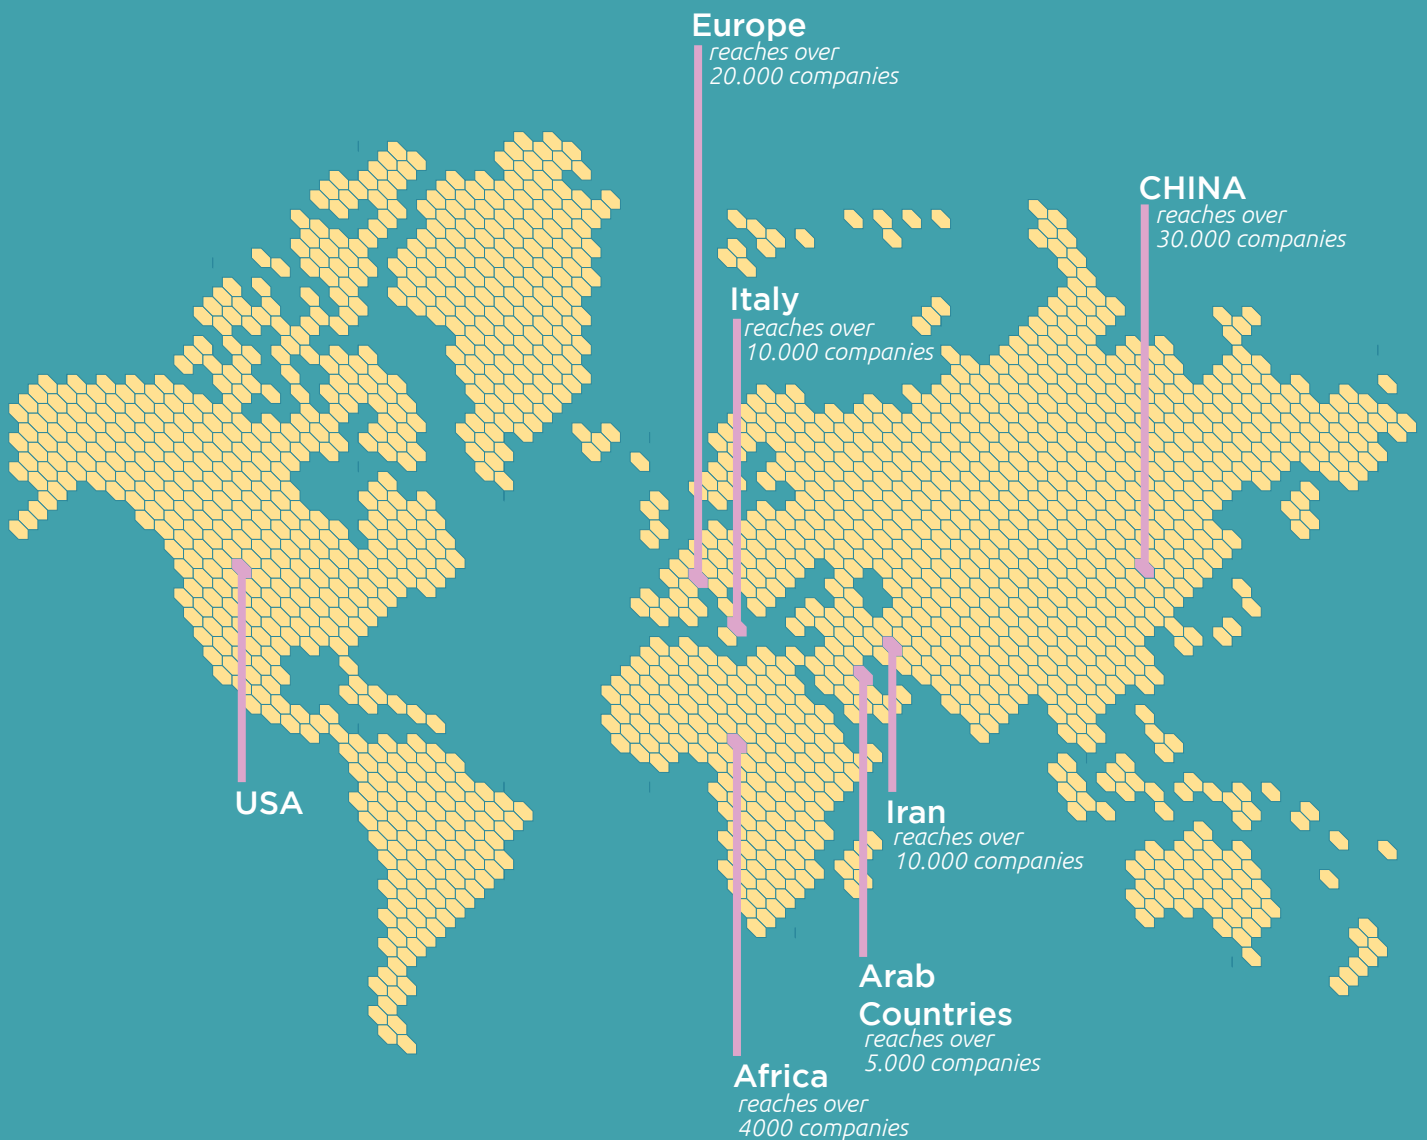 Europe
reaches over
20.000 companies
CHINA
reaches over
30.000 companies
Italy
reaches over
10.000 companies
USA
Iran
reaches over
10.000 companies
Arab
Countries
reaches over
5.000 companies
Africa
reaches over
4000 companies